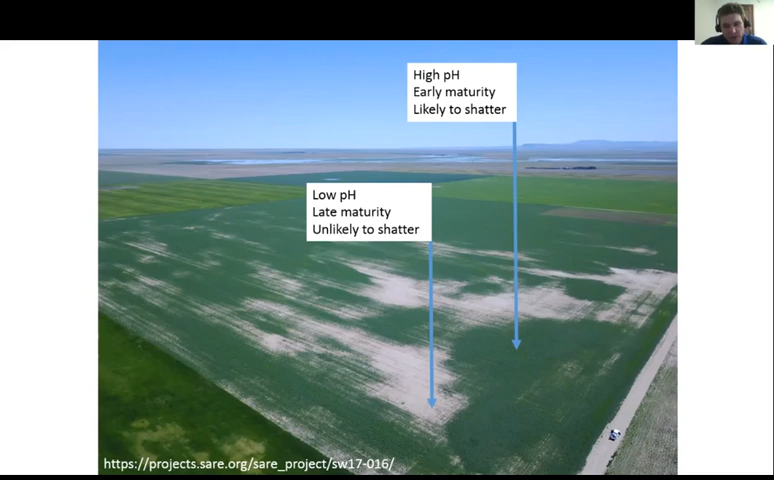 High pH
Early maturity
Likely to shatter
Low pH
Late maturity
Unlikely to shatter
https://projects.sare.org/sare_project/sw17-016/